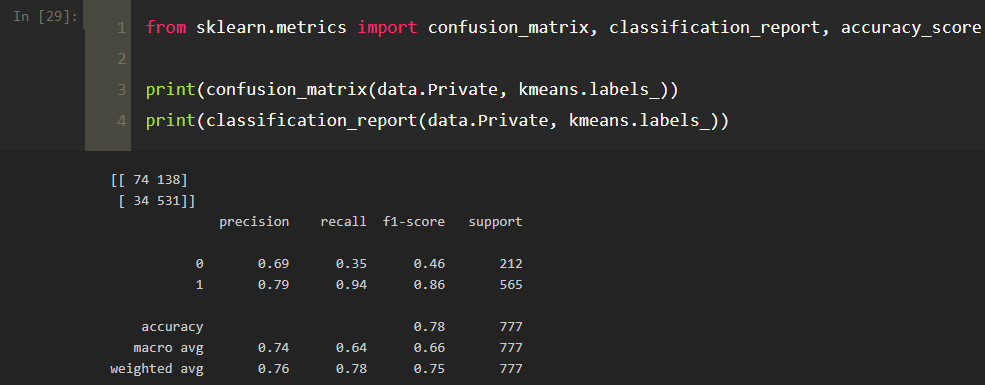 In [29]:
1 from sklearn.metrics import confusion_matrix, classification_report, accuracy_score
2
3 print(confusion_matrix(data.Private, kmeans.labels_))
4 print(classification_report(data.Private, kmeans.labels_))
[[ 74 138]
 [ 34 531]]
              precision    recall  f1-score   support

           0       0.69      0.35      0.46       212
           1       0.79      0.94      0.86       565

    accuracy                           0.78       777
   macro avg       0.74      0.64      0.66       777
weighted avg       0.76      0.78      0.75       777